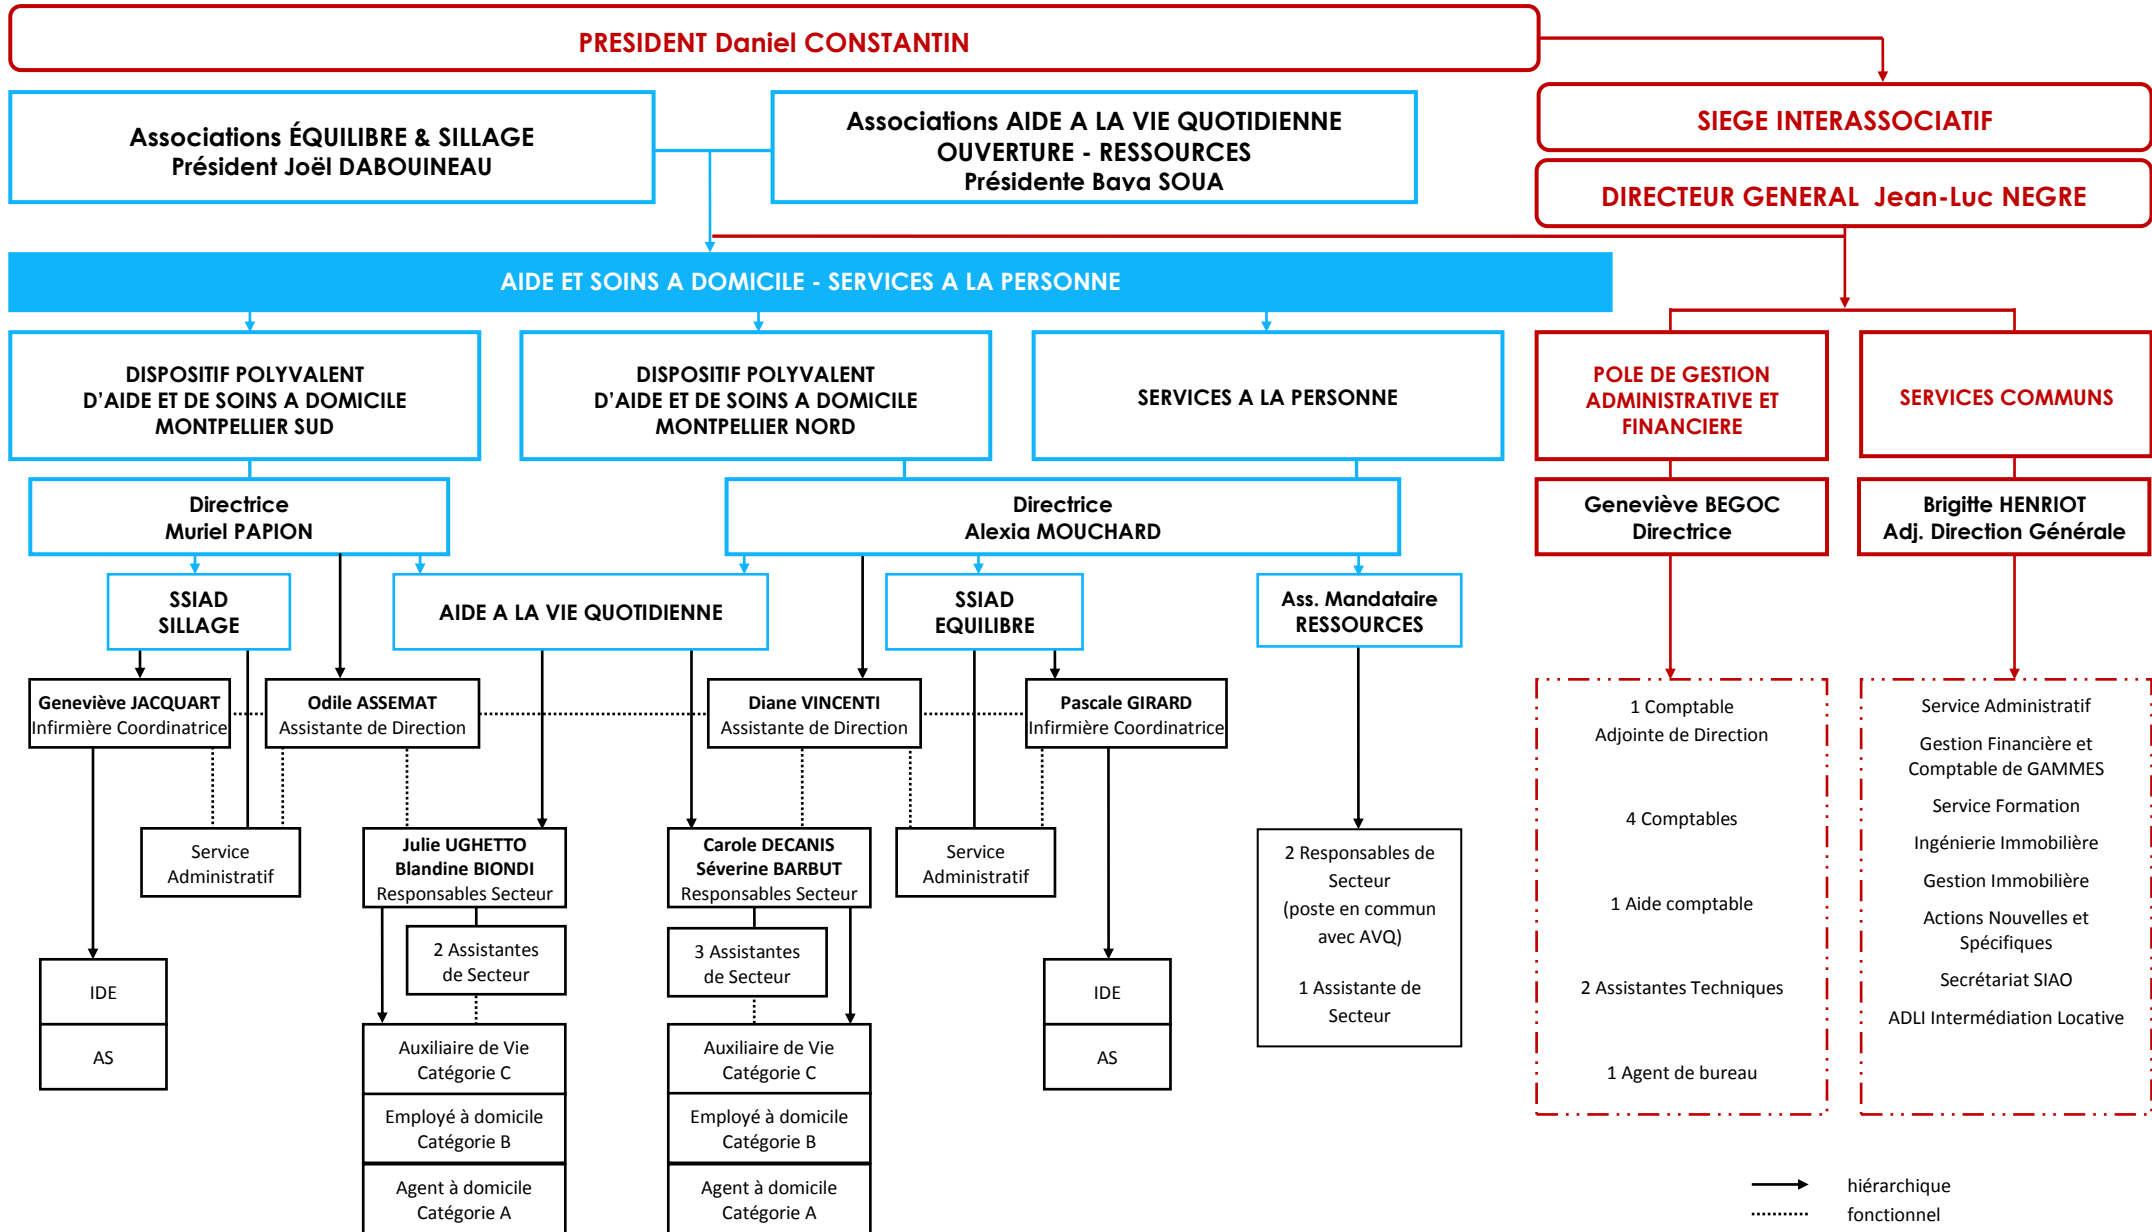 PRESIDENT Daniel CONSTANTIN
Associations ÉQUILIBRE & SILLAGE
Président Joël DABOUINEAU
Associations AIDE A LA VIE QUOTIDIENNE
OUVERTURE - RESSOURCES
Présidente Baya SOUA
SIEGE INTERASSOCIATIF
DIRECTEUR GENERAL Jean-Luc NEGRE
AIDE ET SOINS A DOMICILE - SERVICES A LA PERSONNE
DISPOSITIF POLYVALENT
D'AIDE ET DE SOINS A DOMICILE
MONTPELLIER SUD
DISPOSITIF POLYVALENT
D'AIDE ET DE SOINS A DOMICILE
MONTPELLIER NORD
SERVICES A LA PERSONNE
POLE DE GESTION
ADMINISTRATIVE ET
FINANCIERE
SERVICES COMMUNS
Directrice
Muriel PAPION
Directrice
Alexia MOUCHARD
Geneviève BEGOC
Directrice
Brigitte HENRIOT
Adj. Direction Générale
SSIAD
SILLAGE
AIDE A LA VIE QUOTIDIENNE
SSIAD
EQUILIBRE
Ass. Mandataire
RESSOURCES
Geneviève JACQUART
Infirmière Coordinatrice
Odile ASSEMAT
Assistante de Direction
Diane VINCENTI
Assistante de Direction
Pascale GIRARD
Infirmière Coordinatrice
Service
Administratif
Julie UGHETTO
Blandine BIONDI
Responsables Secteur
Carole DECANIS
Séverine BARBUT
Responsables Secteur
Service
Administratif
2 Responsables de
Secteur
(poste en commun
avec AVQ)
1 Assistante de
Secteur
1 Comptable
Adjointe de Direction
4 Comptables
1 Aide comptable
2 Assistantes Techniques
1 Agent de bureau
Service Administratif
Gestion Financière et
Comptable de GAMMES
Service Formation
Ingénierie Immobilière
Gestion Immobilière
Actions Nouvelles et
Spécifiques
Secrétariat SIAO
ADLI Intermédiation Locative
2 Assistantes
de Secteur
3 Assistantes
de Secteur
IDE
AS
IDE
AS
Auxiliaire de Vie
Catégorie C
Employé à domicile
Catégorie B
Agent à domicile
Catégorie A
Auxiliaire de Vie
Catégorie C
Employé à domicile
Catégorie B
Agent à domicile
Catégorie A
hiérarchique
fonctionnel